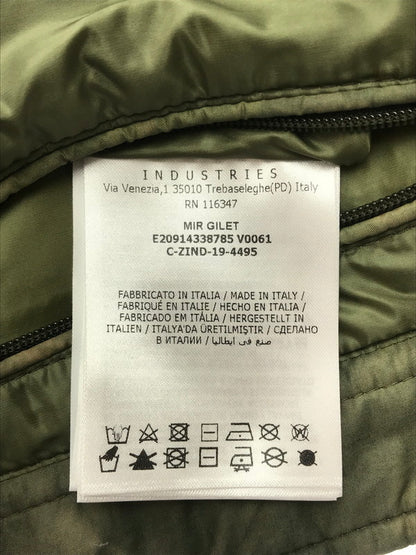 INDUSTRIES
Via Venezia,1 35010 Trebaseleghe(PD) Italy
RN 116347
MIR GILET
E20914338785 V0061
C-ZIND-19-4495
FABBRICATO IN ITALIA / MADE IN ITALY /
FABRIQUÉ EN ITALIE / HECHO EN ITALIA /
FABRICADO EM ITÁLIA / HERGESTELLT IN
ITALIEN / ITALYA'DA ÜRETILMIŞTIR / СДЕЛАНО
В ИТАЛИИ / صنع في ايطاليا